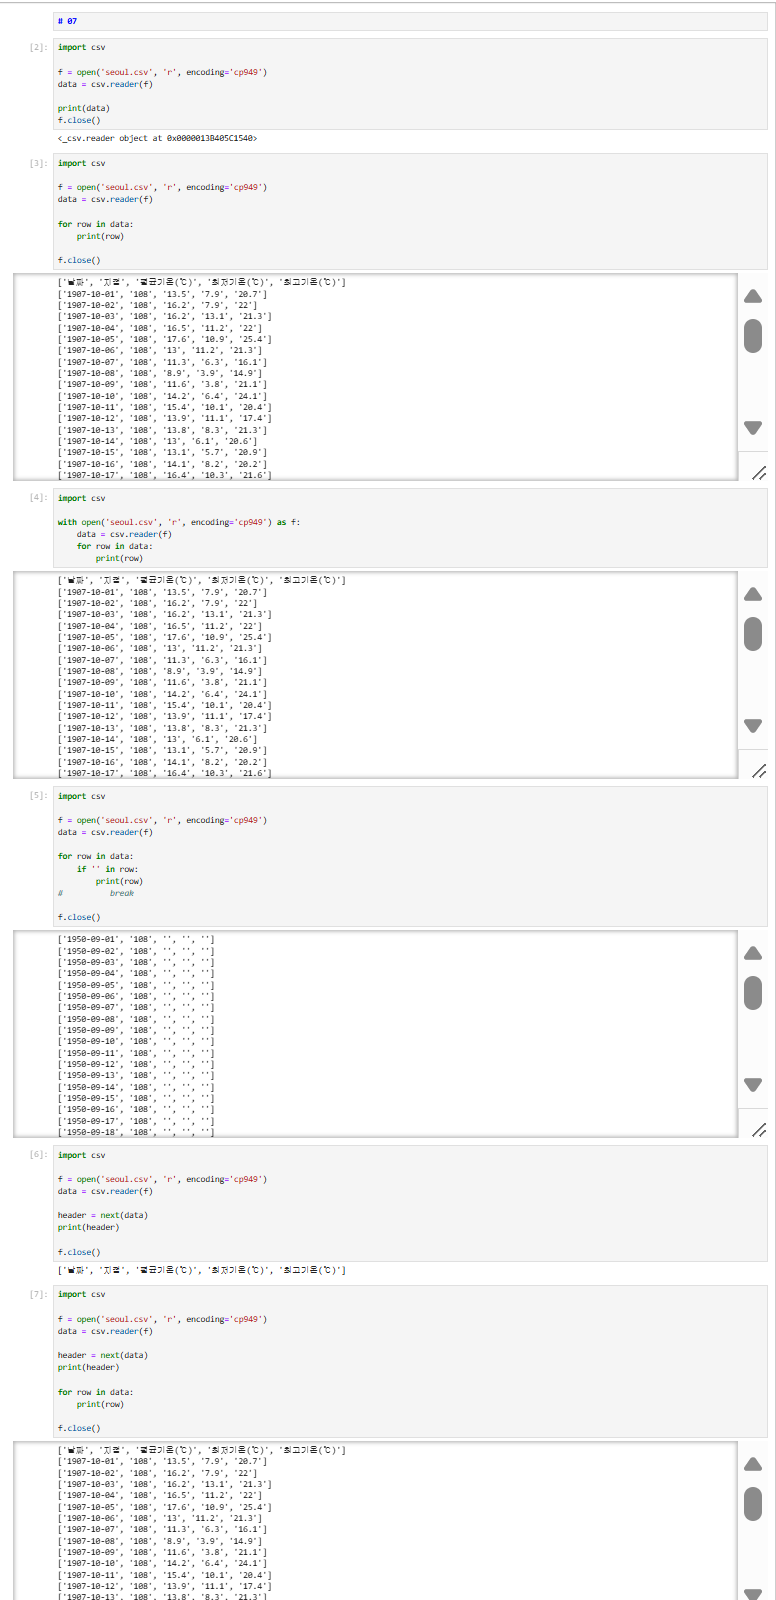 # 07
[2]:
import csv
f = open('seoul.csv', 'r', encoding='cp949')
data = csv.reader(f)
print(data)
f.close()
<_csv.reader object at 0x0000013B405C1540>
[3]:
import csv
f = open('seoul.csv', 'r', encoding='cp949')
data = csv.reader(f)
for row in data:
    print(row)
f.close()
['날짜', '지점', '평균기온(℃)', '최저기온(℃)', '최고기온(℃)']
['1907-10-01', '108', '13.5', '7.9', '20.7']
['1907-10-02', '108', '16.2', '7.9', '22']
['1907-10-03', '108', '16.2', '13.1', '21.3']
['1907-10-04', '108', '16.5', '11.2', '22']
['1907-10-05', '108', '17.6', '10.9', '25.4']
['1907-10-06', '108', '13', '11.2', '21.3']
['1907-10-07', '108', '11.3', '6.3', '16.1']
['1907-10-08', '108', '8.9', '3.9', '14.9']
['1907-10-09', '108', '11.6', '3.8', '21.1']
['1907-10-10', '108', '14.2', '6.4', '24.1']
['1907-10-11', '108', '15.4', '10.1', '20.4']
['1907-10-12', '108', '13.9', '11.1', '17.4']
['1907-10-13', '108', '13.8', '8.3', '21.3']
['1907-10-14', '108', '13', '6.1', '20.6']
['1907-10-15', '108', '13.1', '5.7', '20.9']
['1907-10-16', '108', '14.1', '8.2', '20.2']
['1907-10-17', '108', '16.4', '10.3', '21.6']
[4]:
import csv
with open('seoul.csv', 'r', encoding='cp949') as f:
    data = csv.reader(f)
    for row in data:
        print(row)
['날짜', '지점', '평균기온(℃)', '최저기온(℃)', '최고기온(℃)']
['1907-10-01', '108', '13.5', '7.9', '20.7']
['1907-10-02', '108', '16.2', '7.9', '22']
['1907-10-03', '108', '16.2', '13.1', '21.3']
['1907-10-04', '108', '16.5', '11.2', '22']
['1907-10-05', '108', '17.6', '10.9', '25.4']
['1907-10-06', '108', '13', '11.2', '21.3']
['1907-10-07', '108', '11.3', '6.3', '16.1']
['1907-10-08', '108', '8.9', '3.9', '14.9']
['1907-10-09', '108', '11.6', '3.8', '21.1']
['1907-10-10', '108', '14.2', '6.4', '24.1']
['1907-10-11', '108', '15.4', '10.1', '20.4']
['1907-10-12', '108', '13.9', '11.1', '17.4']
['1907-10-13', '108', '13.8', '8.3', '21.3']
['1907-10-14', '108', '13', '6.1', '20.6']
['1907-10-15', '108', '13.1', '5.7', '20.9']
['1907-10-16', '108', '14.1', '8.2', '20.2']
['1907-10-17', '108', '16.4', '10.3', '21.6']
[5]:
import csv
f = open('seoul.csv', 'r', encoding='cp949')
data = csv.reader(f)
for row in data:
    if '' in row:
        print(row)
#          break
f.close()
['1950-09-01', '108', '', '', '']
['1950-09-02', '108', '', '', '']
['1950-09-03', '108', '', '', '']
['1950-09-04', '108', '', '', '']
['1950-09-05', '108', '', '', '']
['1950-09-06', '108', '', '', '']
['1950-09-07', '108', '', '', '']
['1950-09-08', '108', '', '', '']
['1950-09-09', '108', '', '', '']
['1950-09-10', '108', '', '', '']
['1950-09-11', '108', '', '', '']
['1950-09-12', '108', '', '', '']
['1950-09-13', '108', '', '', '']
['1950-09-14', '108', '', '', '']
['1950-09-15', '108', '', '', '']
['1950-09-16', '108', '', '', '']
['1950-09-17', '108', '', '', '']
['1950-09-18', '108', '', '', '']
[6]:
import csv
f = open('seoul.csv', 'r', encoding='cp949')
data = csv.reader(f)
header = next(data)
print(header)
f.close()
['날짜', '지점', '평균기온(℃)', '최저기온(℃)', '최고기온(℃)']
[7]:
import csv
f = open('seoul.csv', 'r', encoding='cp949')
data = csv.reader(f)
header = next(data)
print(header)
for row in data:
    print(row)
f.close()
['날짜', '지점', '평균기온(℃)', '최저기온(℃)', '최고기온(℃)']
['1907-10-01', '108', '13.5', '7.9', '20.7']
['1907-10-02', '108', '16.2', '7.9', '22']
['1907-10-03', '108', '16.2', '13.1', '21.3']
['1907-10-04', '108', '16.5', '11.2', '22']
['1907-10-05', '108', '17.6', '10.9', '25.4']
['1907-10-06', '108', '13', '11.2', '21.3']
['1907-10-07', '108', '11.3', '6.3', '16.1']
['1907-10-08', '108', '8.9', '3.9', '14.9']
['1907-10-09', '108', '11.6', '3.8', '21.1']
['1907-10-10', '108', '14.2', '6.4', '24.1']
['1907-10-11', '108', '15.4', '10.1', '20.4']
['1907-10-12', '108', '13.9', '11.1', '17.4']
['1907-10-13', '108', '13.8', '8.3', '21.3']